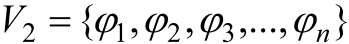 V₂ = {φ₁, φ₂, φ₃,..., φₙ}